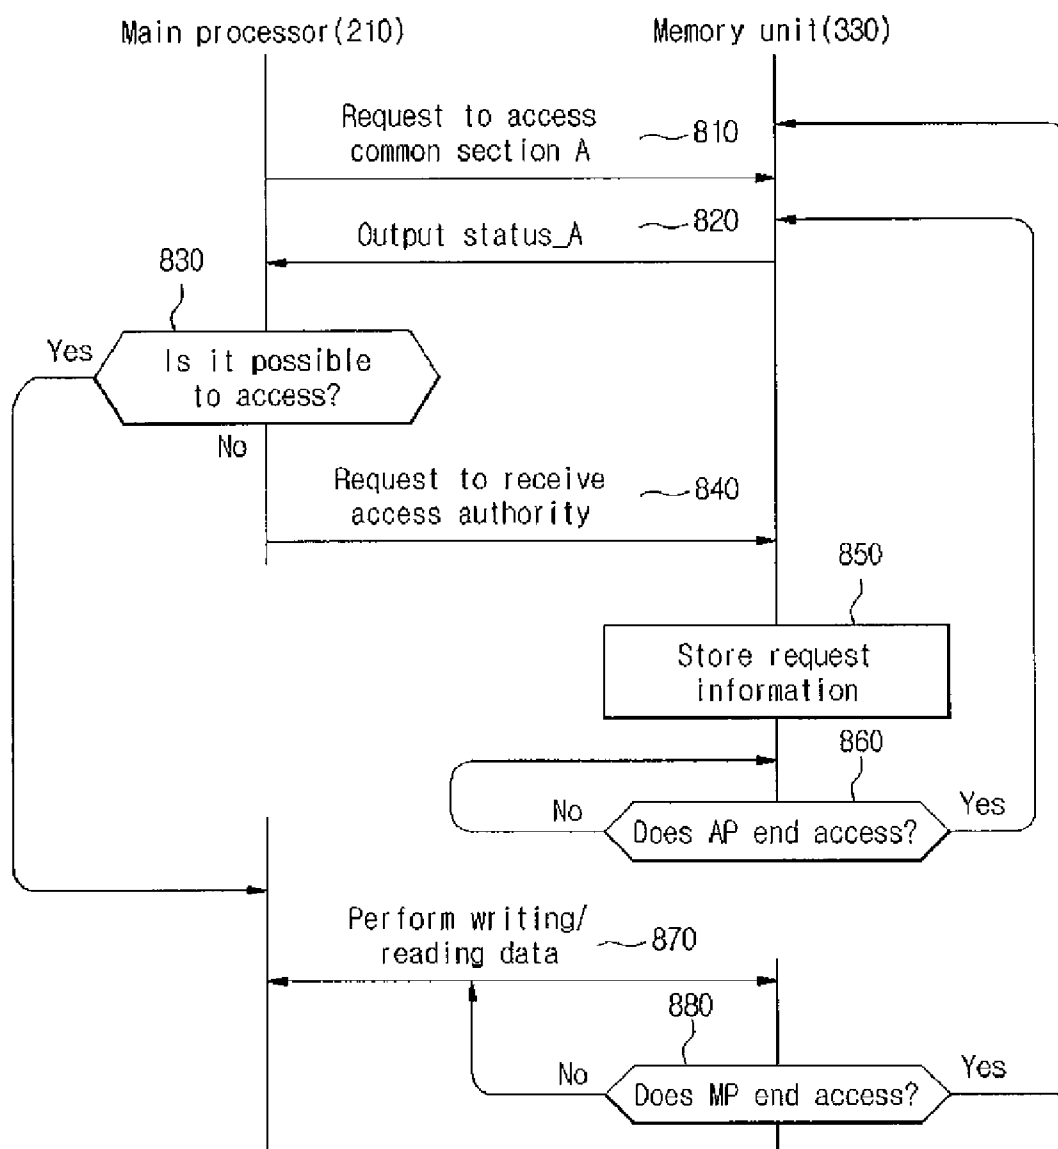 Main processor(210)
Memory unit(330)
Request to access
common section A
810
Output status_A
820
830
Yes
Is it possible
to access?
No
Request to receive
access authority
840
850
Store request
information
860
No
Does AP end access?
Yes
Perform writing/
reading data
870
880
No
Does MP end access?
Yes